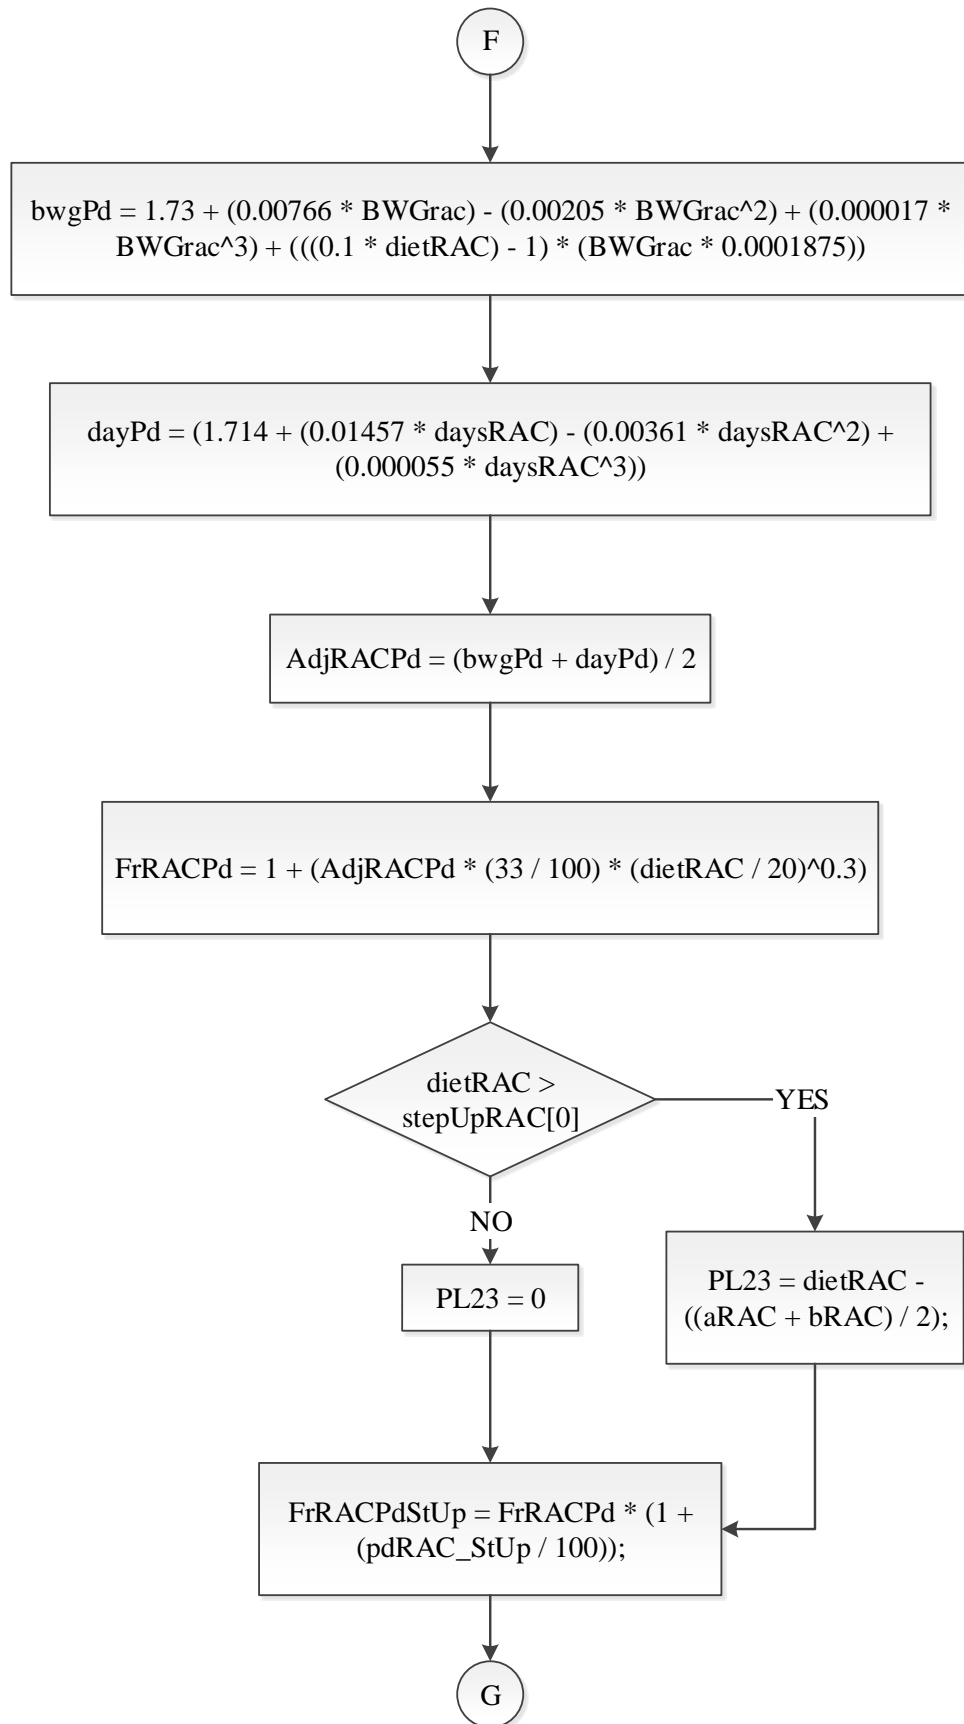 F
bwgPd = 1.73 + (0.00766 * BWGrac) - (0.00205 * BWGrac^2) + (0.000017 *
BWGrac^3) + (((0.1 * dietRAC) - 1) * (BWGrac * 0.0001875))
dayPd = (1.714 + (0.01457 * daysRAC) - (0.00361 * daysRAC^2) +
(0.000055 * daysRAC^3))
AdjRACPd = (bwgPd + dayPd) / 2
FrRACPd = 1 + (AdjRACPd * (33 / 100) * (dietRAC / 20)^0.3)
dietRAC >
stepUpRAC[0]
YES
NO
PL23 = 0
PL23 = dietRAC -
((aRAC + bRAC) / 2);
FrRACPdStUp = FrRACPd * (1 +
(pdRAC_StUp / 100));
G